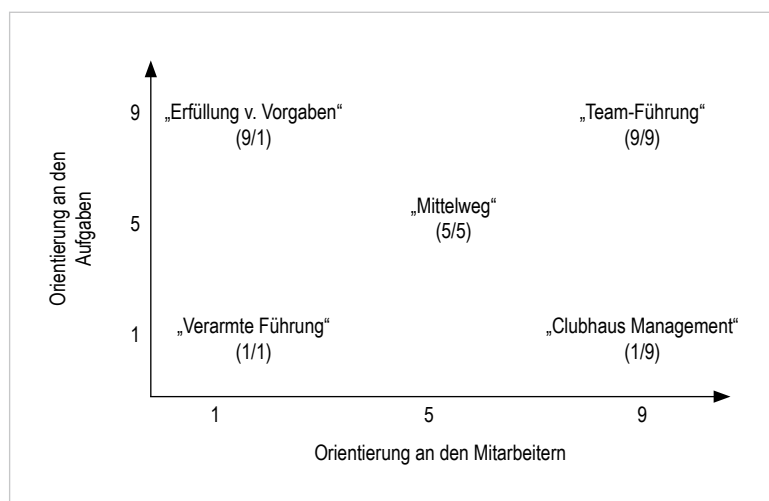 9
„Erfüllung v. Vorgaben“
(9/1)
„Team-Führung“
(9/9)
Orientierung an den
Aufgaben
5
„Mittelweg“
(5/5)
1
„Verarmte Führung“
(1/1)
„Clubhaus Management“
(1/9)
1
5
9
Orientierung an den Mitarbeitern